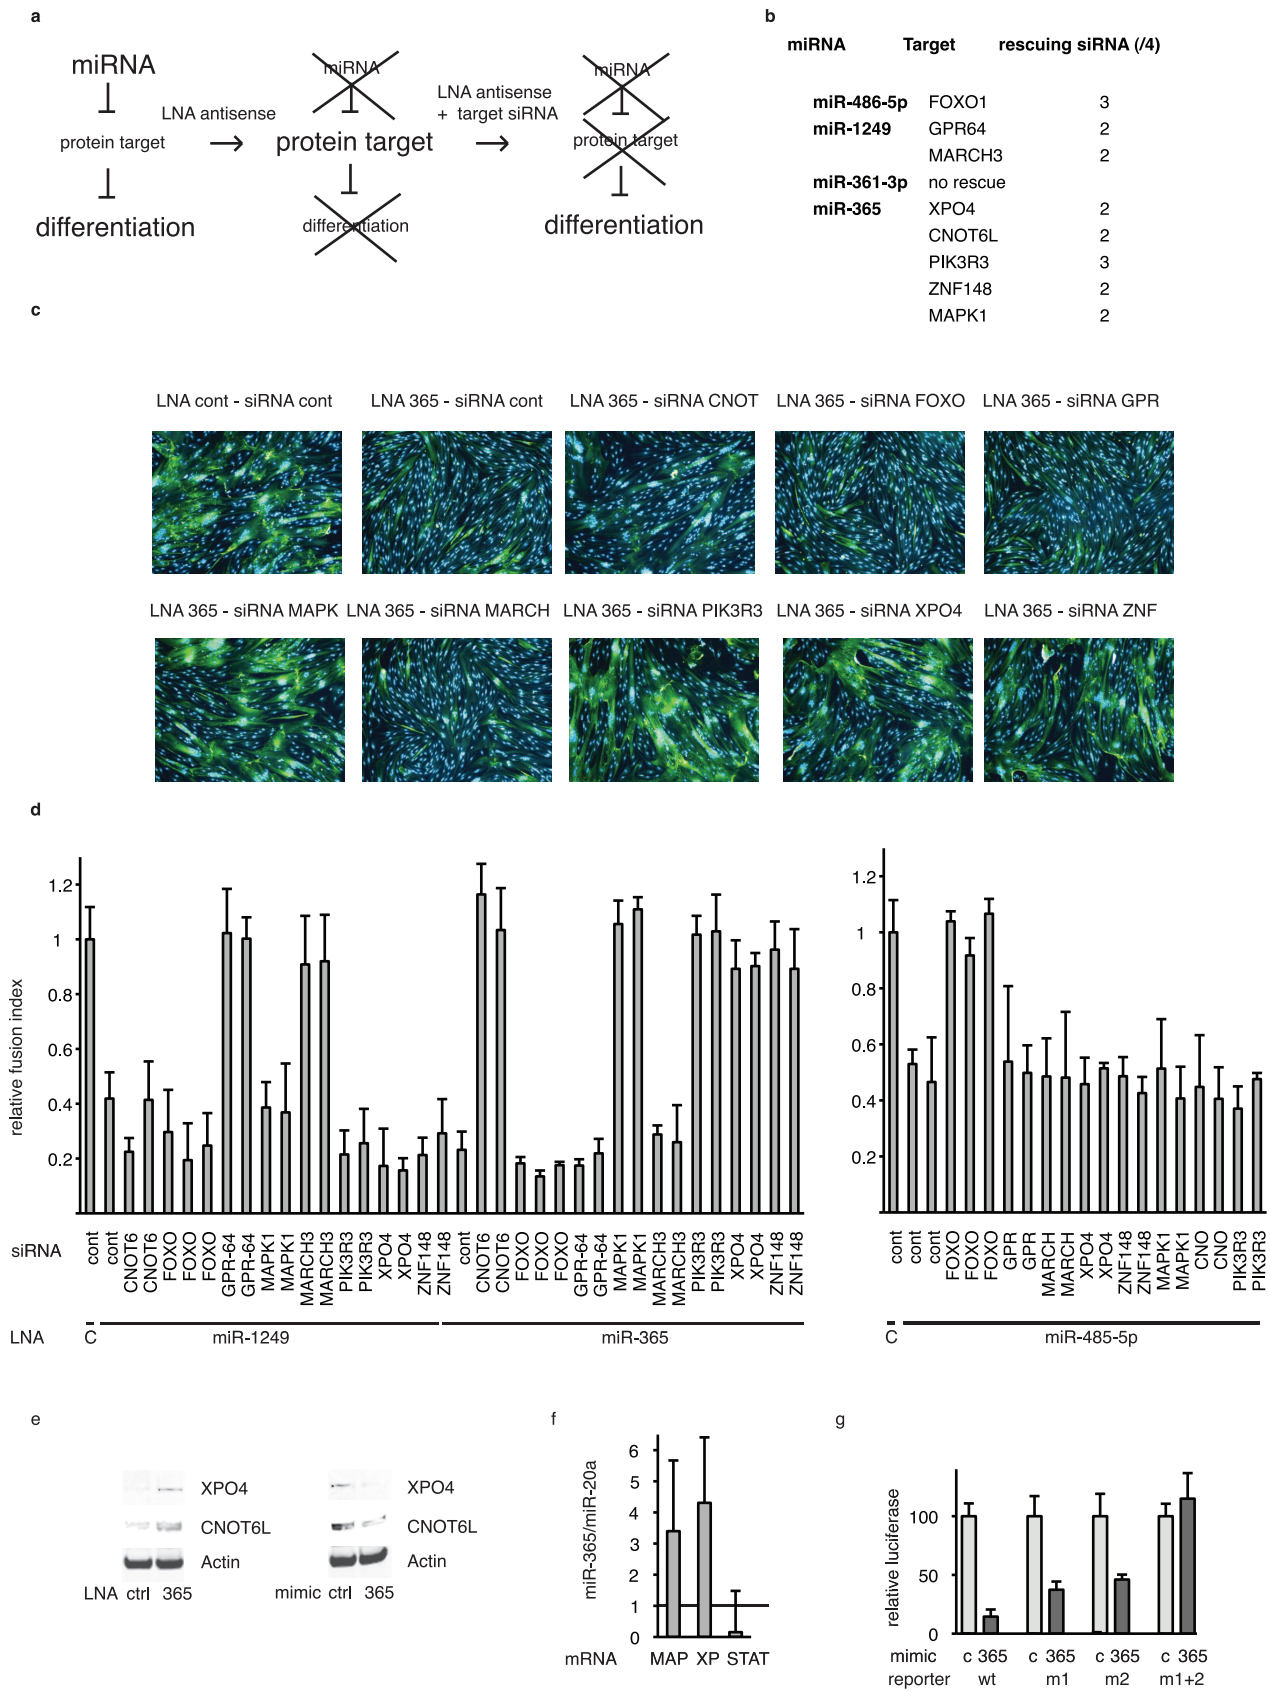 a
miRNA
protein target
differentiation
LNA antisense
miRNA
protein target
differentiation
LNA antisense
+ target siRNA
miRNA
protein target
differentiation
b
miRNA Target rescuing siRNA (/4)
miR-486-5p FOXO1 3
miR-1249 GPR64 2
MARCH3 2
miR-361-3p no rescue
miR-365 XPO4 2
CNOT6L 2
PIK3R3 3
ZNF148 2
MAPK1 2
c
LNA cont - siRNA cont LNA 365 - siRNA cont LNA 365 - siRNA CNOT LNA 365 - siRNA FOXO LNA 365 - siRNA GPR
LNA 365 - siRNA MAPK LNA 365 - siRNA MARCH LNA 365 - siRNA PIK3R3 LNA 365 - siRNA XPO4 LNA 365 - siRNA ZNF
d
relative fusion index
1.2
1
0.8
0.6
0.4
0.2
siRNA cont cont CNOT6 CNOT6 FOXO FOXO FOXO GPR-64 GPR-64 MAPK1 MAPK1 MARCH3 MARCH3 PIK3R3 PIK3R3 XPO4 XPO4 ZNF148 ZNF148 cont CNOT6 CNOT6 FOXO FOXO FOXO GPR-64 GPR-64 MAPK1 MAPK1 MARCH3 MARCH3 PIK3R3 PIK3R3 XPO4 XPO4 ZNF148 ZNF148
LNA C miR-1249 miR-365
1.2
1
0.8
0.6
0.4
0.2
cont cont cont FOXO FOXO FOXO GPR GPR MARCH MARCH XPO4 XPO4 ZNF148 ZNF148 MAPK1 MAPK1 CNO CNO PIK3R3 PIK3R3
C miR-485-5p
e
XPO4
CNOT6L
Actin
LNA ctrl 365
XPO4
CNOT6L
Actin
mimic ctrl 365
f
miR-365/miR-20a
6
5
4
3
2
1
0
mRNA MAP XP STAT
g
relative luciferase
100
50
0
mimic c 365 c 365 c 365 c 365
reporter wt m1 m2 m1+2